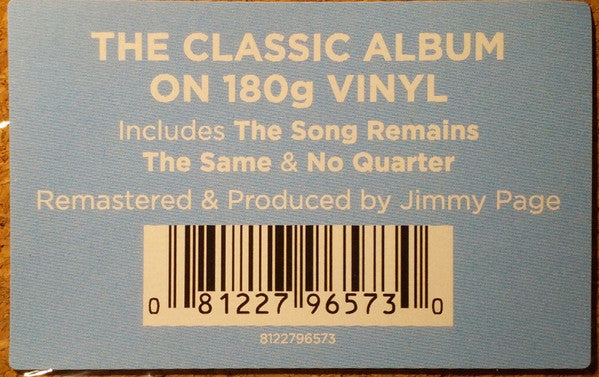 THE CLASSIC ALBUM
ON 180g VINYL
Includes The Song Remains
The Same & No Quarter
Remastered & Produced by Jimmy Page
0 81227 96573 0
8122796573